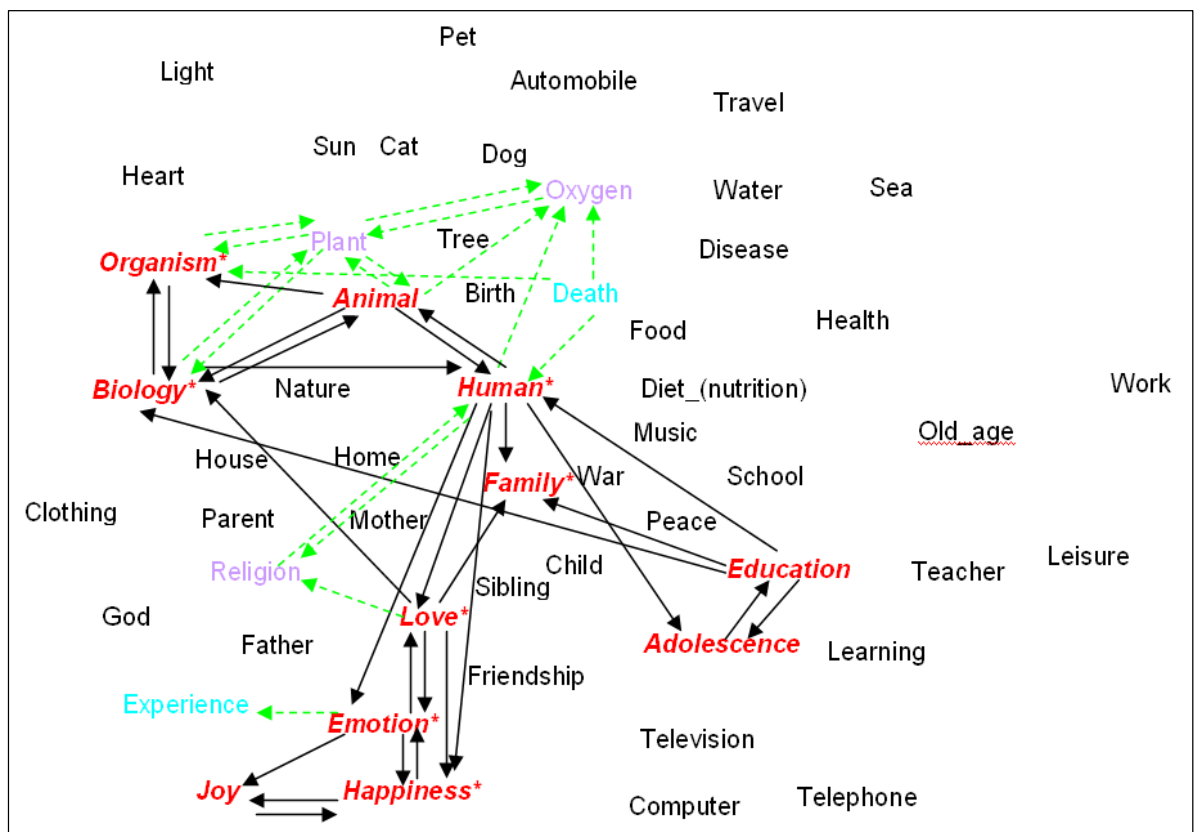 Pet
Light
Automobile
Travel
Sun Cat
Dog
Heart
Oxygen
Water
Sea
Plant
Tree
Disease
Organism*
Animal
Birth
Death
Food
Health
Biology*
Nature
Human*
Diet_(nutrition)
Work
Music
Old_age
House
Home
Family*
War
School
Clothing
Parent
Mother
Peace
Religion
Child
Education
Teacher
Leisure
Sibling
God
Love*
Father
Adolescence
Learning
Friendship
Experience
Emotion*
Television
Joy
Happiness*
Computer
Telephone